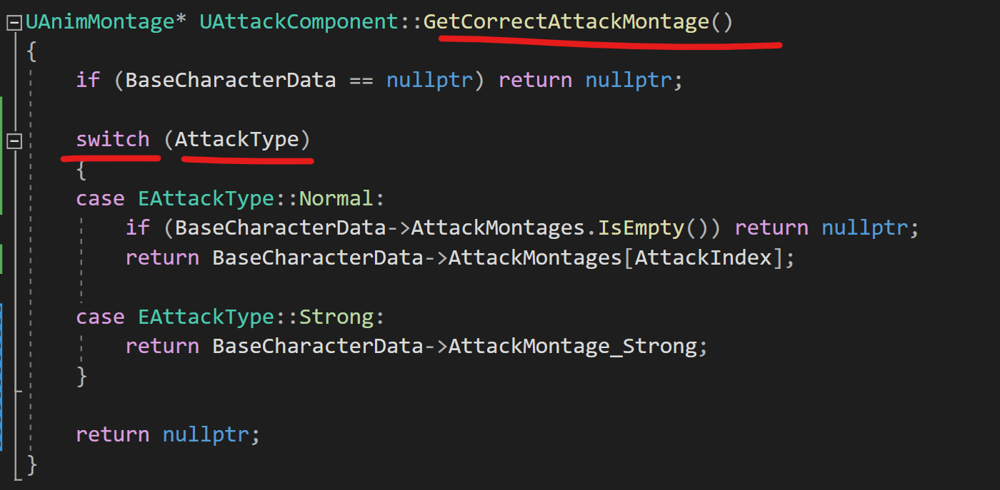 UAnimMontage* UAttackComponent::GetCorrectAttackMontage()
{
if (BaseCharacterData == nullptr) return nullptr;
switch (AttackType)
{
case EAttackType::Normal:
if (BaseCharacterData->AttackMontages.IsEmpty()) return nullptr;
return BaseCharacterData->AttackMontages[AttackIndex];
case EAttackType::Strong:
return BaseCharacterData->AttackMontage_Strong;
}
return nullptr;
}